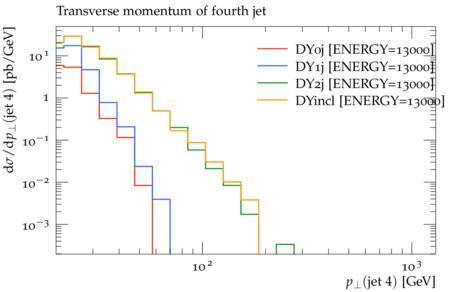 Transverse momentum of fourth jet
dσ/dp⊥(jet 4) [pb/GeV]
10¹
1
10⁻¹
10⁻²
10⁻³
DY0j [ENERGY=13000]
DY1j [ENERGY=13000]
DY2j [ENERGY=13000]
DYincl [ENERGY=13000]
10² 10³
p⊥(jet 4) [GeV]